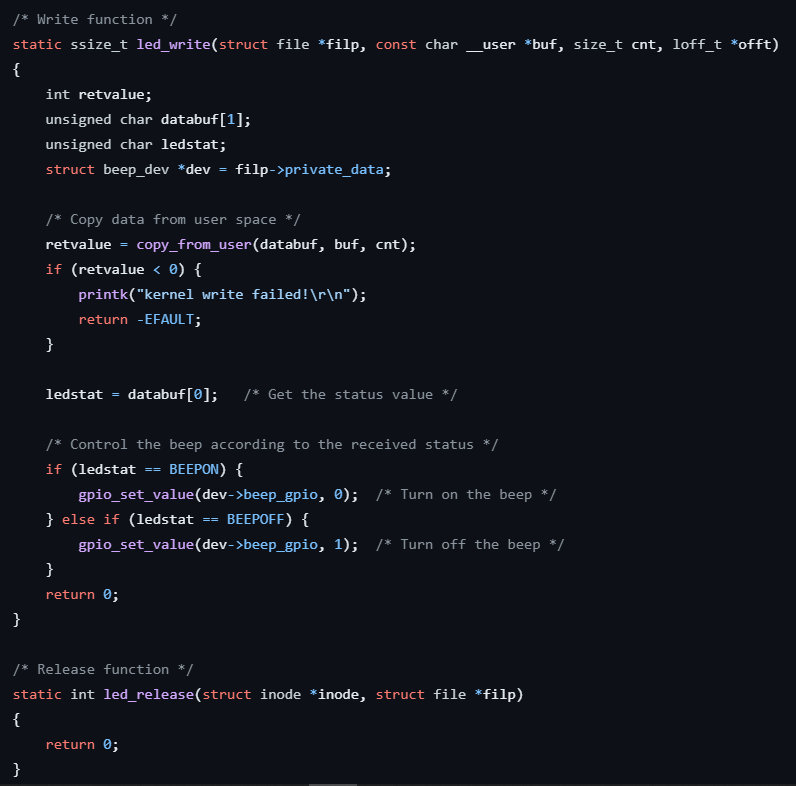 /* Write function */
static ssize_t led_write(struct file *filp, const char __user *buf, size_t cnt, loff_t *offt)
{
    int retvalue;
    unsigned char databuf[1];
    unsigned char ledstat;
    struct beep_dev *dev = filp->private_data;

    /* Copy data from user space */
    retvalue = copy_from_user(databuf, buf, cnt);
    if (retvalue < 0) {
        printk("kernel write failed!\r\n");
        return -EFAULT;
    }

    ledstat = databuf[0];   /* Get the status value */

    /* Control the beep according to the received status */
    if (ledstat == BEEPON) {
        gpio_set_value(dev->beep_gpio, 0);  /* Turn on the beep */
    } else if (ledstat == BEEPOFF) {
        gpio_set_value(dev->beep_gpio, 1);  /* Turn off the beep */
    }
    return 0;
}

/* Release function */
static int led_release(struct inode *inode, struct file *filp)
{
    return 0;
}